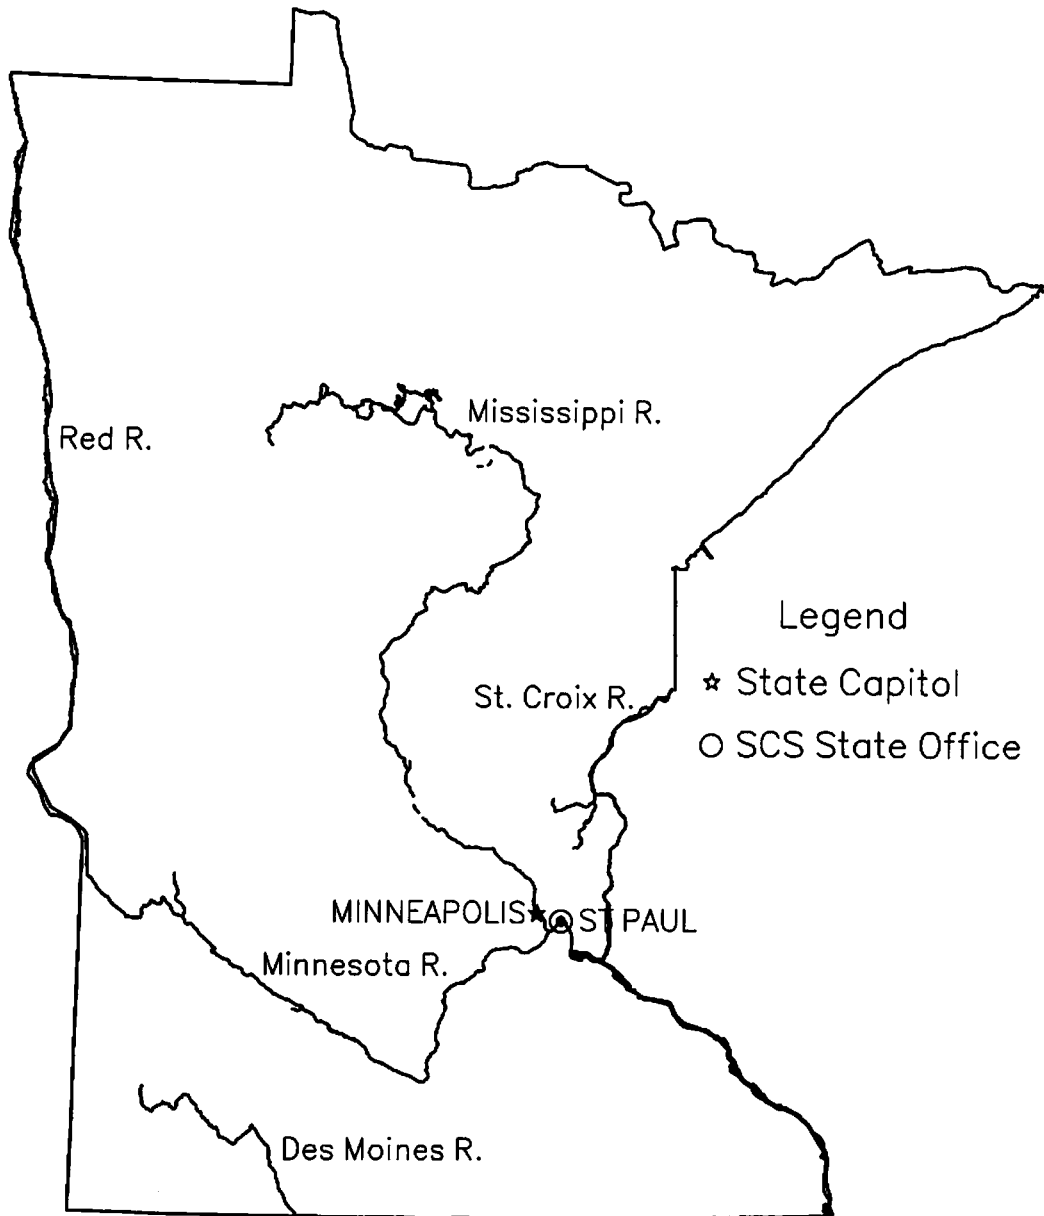 Mississippi R.
Red R.
Legend
St. Croix R.
State Capitol
SCS State Office
MINNEAPOLIS
ST PAUL
Minnesota R.
Des Moines R.